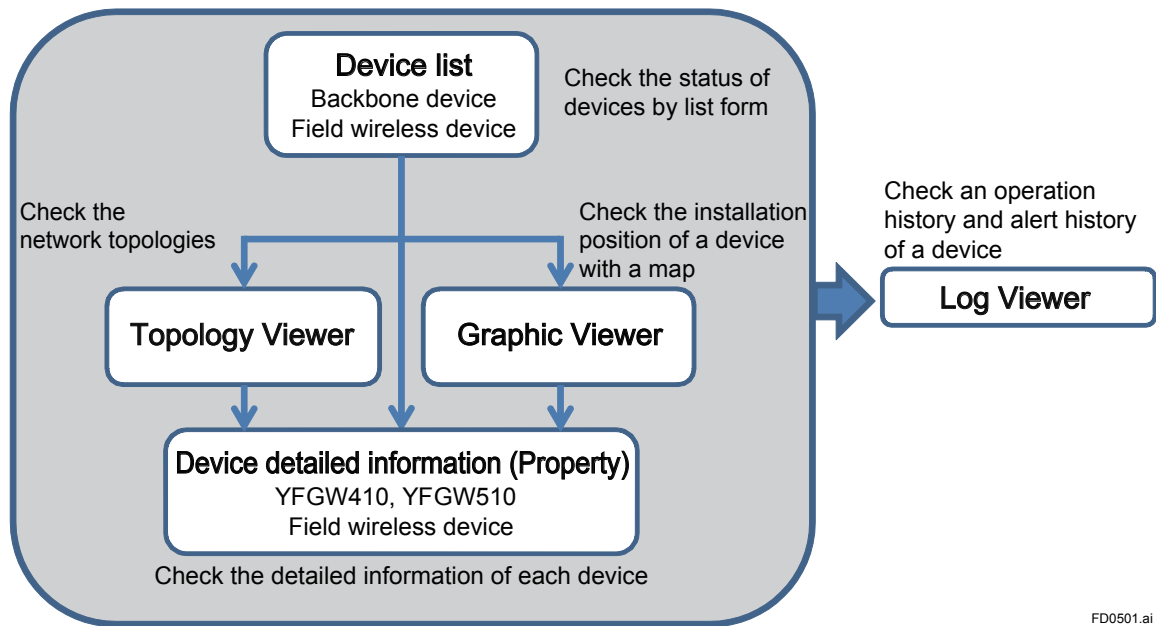 Device list
Backbone device
Field wireless device
Check the status of
devices by list form
Check the
network topologies
Check the installation
position of a device
with a map
Check an operation
history and alert history
of a device
Log Viewer
Topology Viewer
Graphic Viewer
Device detailed information (Property)
YFGW410, YFGW510
Field wireless device
Check the detailed information of each device
FD0501.ai